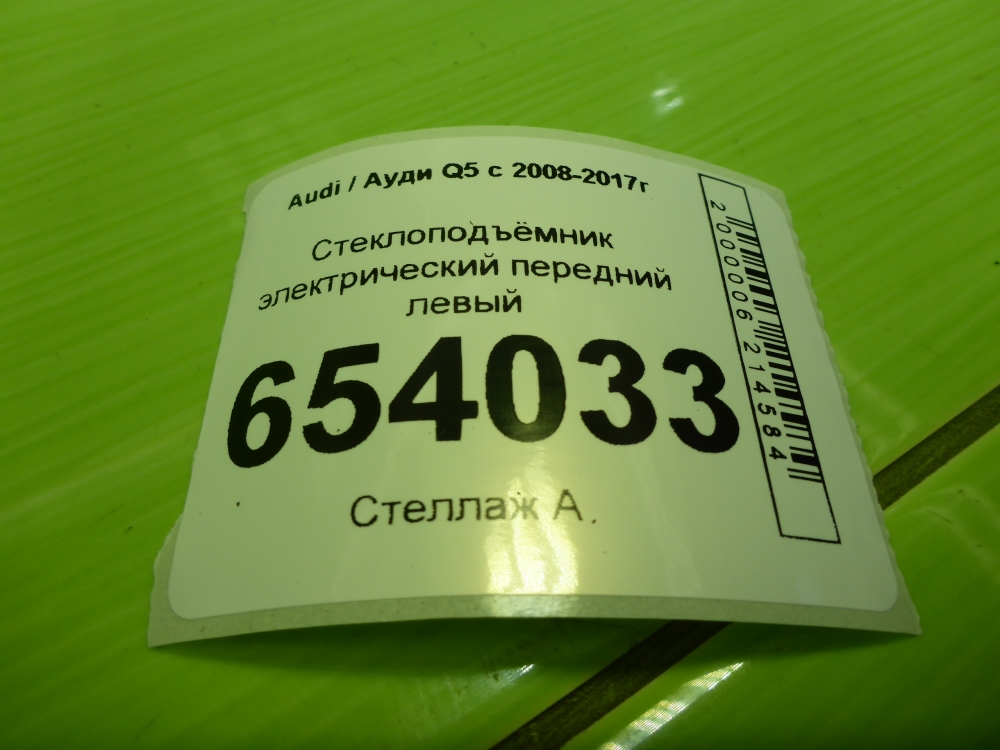 Audi / Ауди Q5 с 2008-2017г
Стеклоподъёмник
электрический передний
левый
654033
Стеллаж А
2000006214584